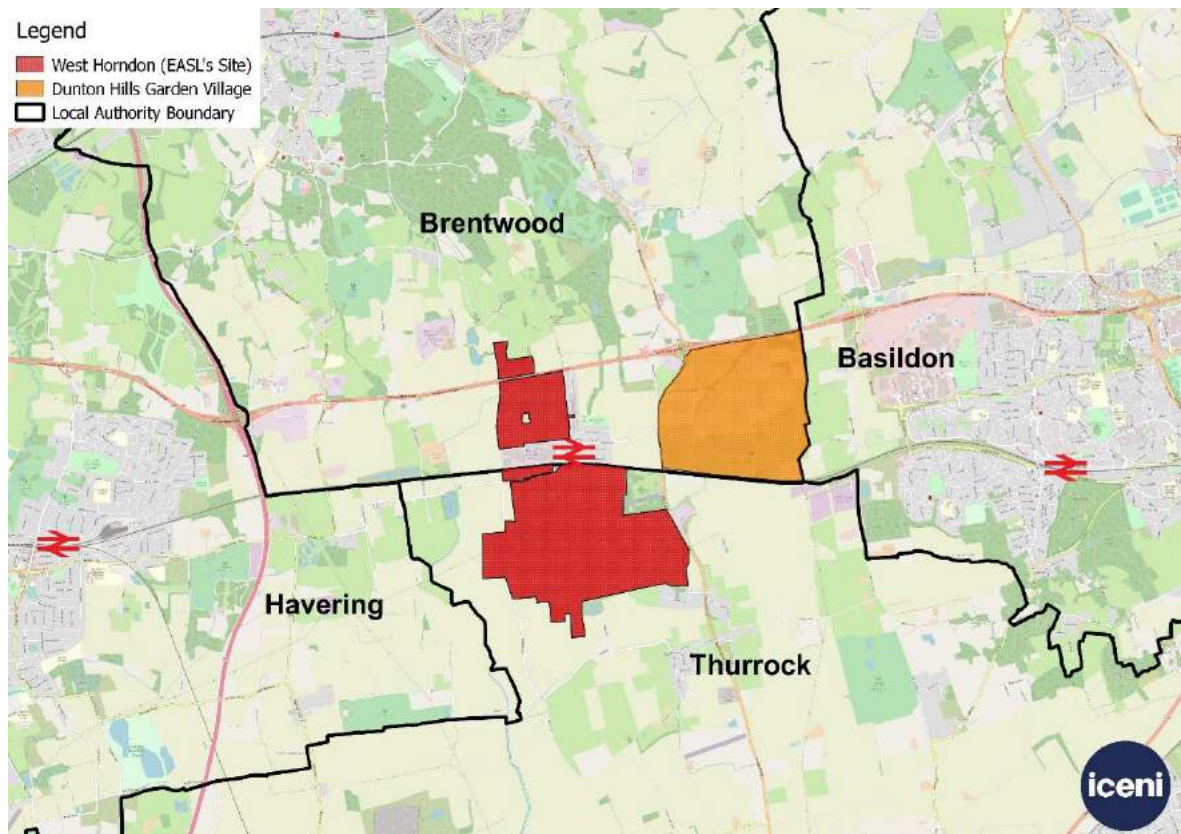 Legend
West Horndon (EASL's Site)
Dunton Hills Garden Village
Local Authority Boundary
Brentwood
Basildon
Havering
Thurrock
iceni